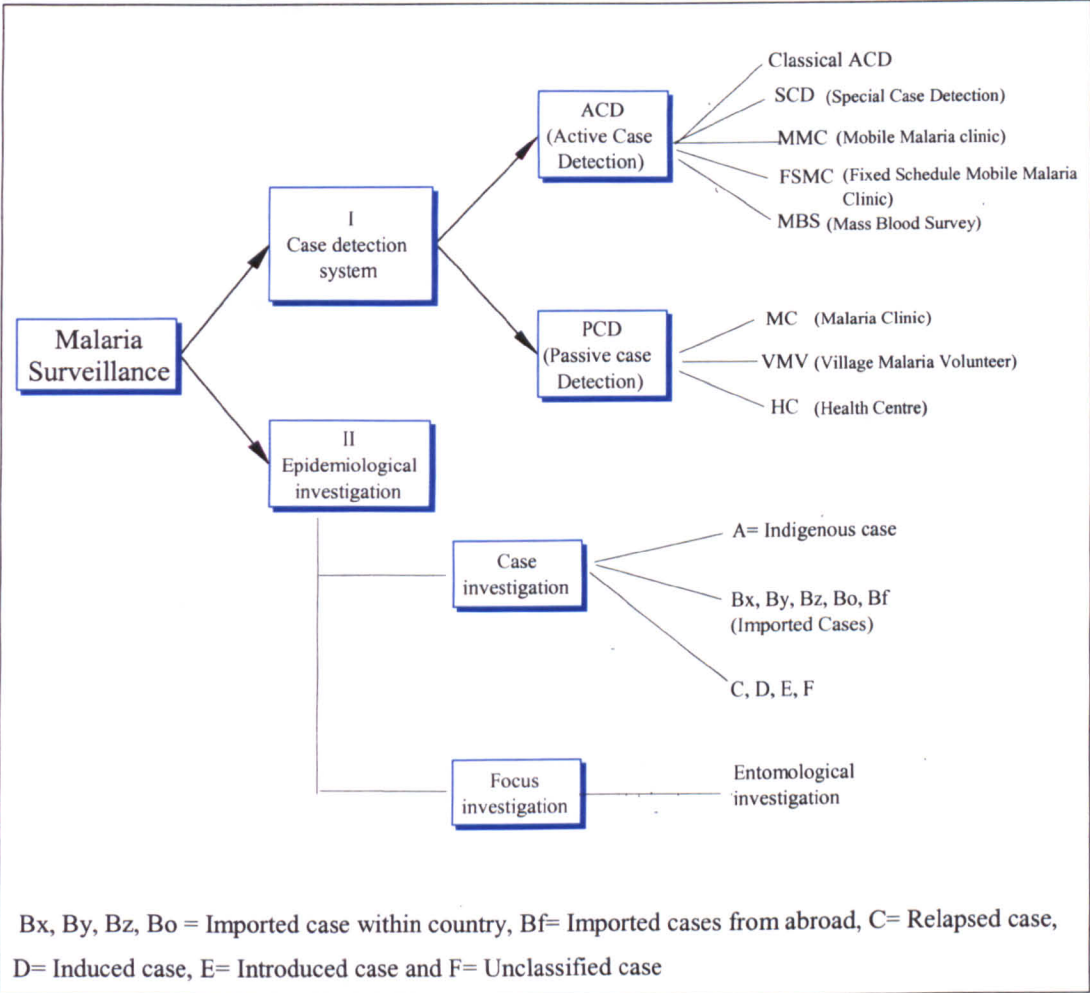 Malaria
Surveillance
I
Case detection
system
ACD
(Active Case
Detection)
Classical ACD
SCD (Special Case Detection)
MMC (Mobile Malaria clinic)
FSMC (Fixed Schedule Mobile Malaria
Clinic)
MBS (Mass Blood Survey)
PCD
(Passive case
Detection)
MC (Malaria Clinic)
VMV (Village Malaria Volunteer)
HC (Health Centre)
II
Epidemiological
investigation
Case
investigation
A= Indigenous case
Bx, By, Bz, Bo, Bf
(Imported Cases)
C, D, E, F
Focus
investigation
Entomological
investigation
Bx, By, Bz, Bo = Imported case within country, Bf= Imported cases from abroad, C= Relapsed case,
D= Induced case, E= Introduced case and F= Unclassified case